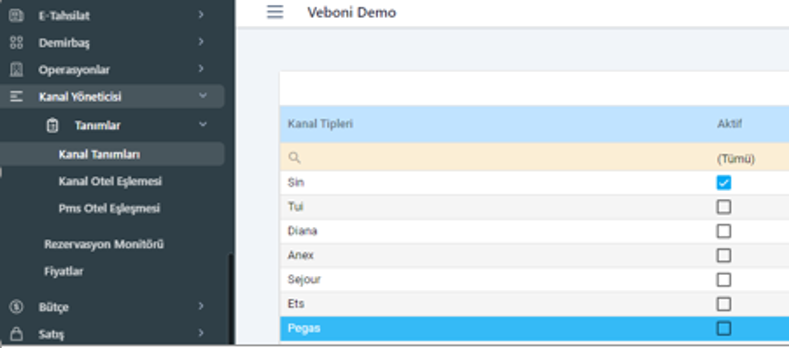 E-Tahsilat
Demirbaş
Operasyonlar
Kanal Yöneticisi
Tanımlar
Kanal Tanımları
Kanal Otel Eşlemesi
Pms Otel Eşleşmesi
Rezervasyon Monitörü
Fiyatlar
Bütçe
Satış
Veboni Demo
Kanal Tipleri Aktif
(Tümü)
Sin
Tui
Diana
Anex
Sejour
Ets
Pegas